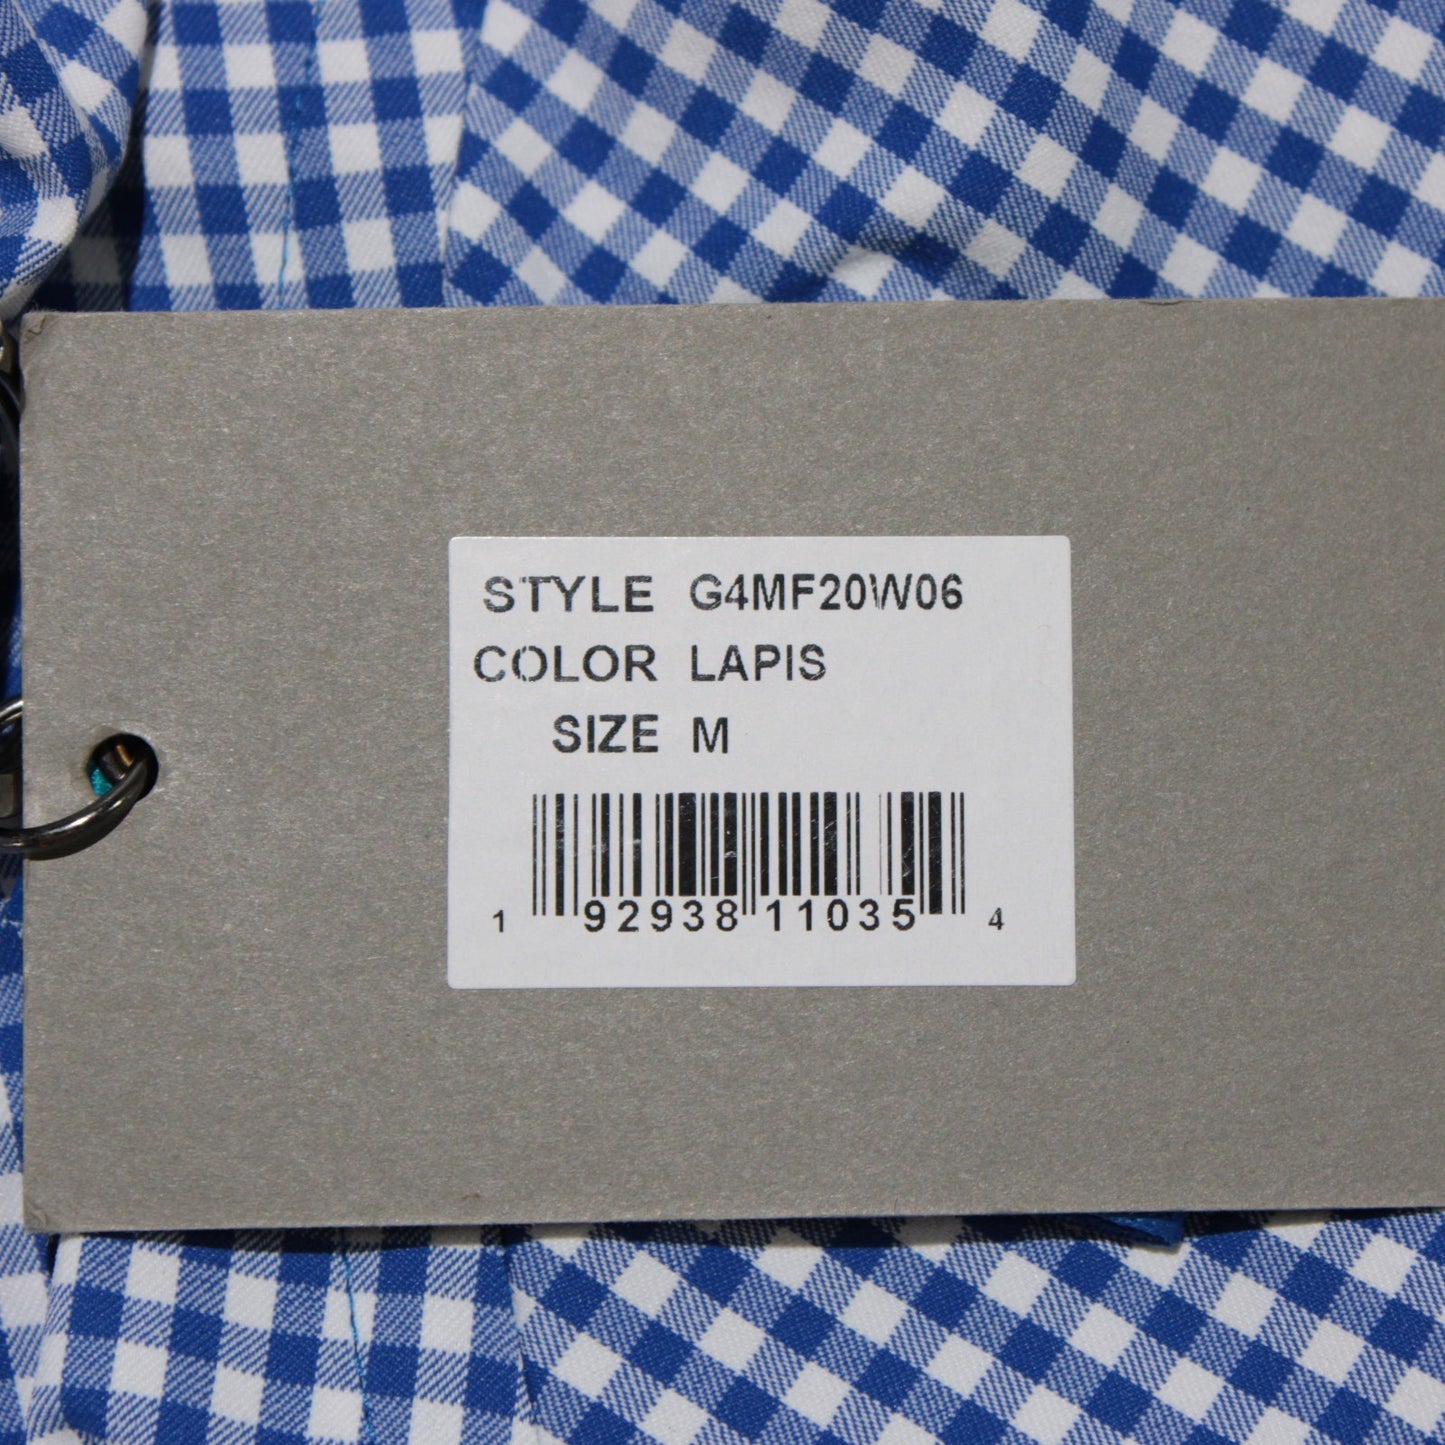 STYLE G4MF20W06
COLOR LAPIS
SIZE M
1 92938 11035 4